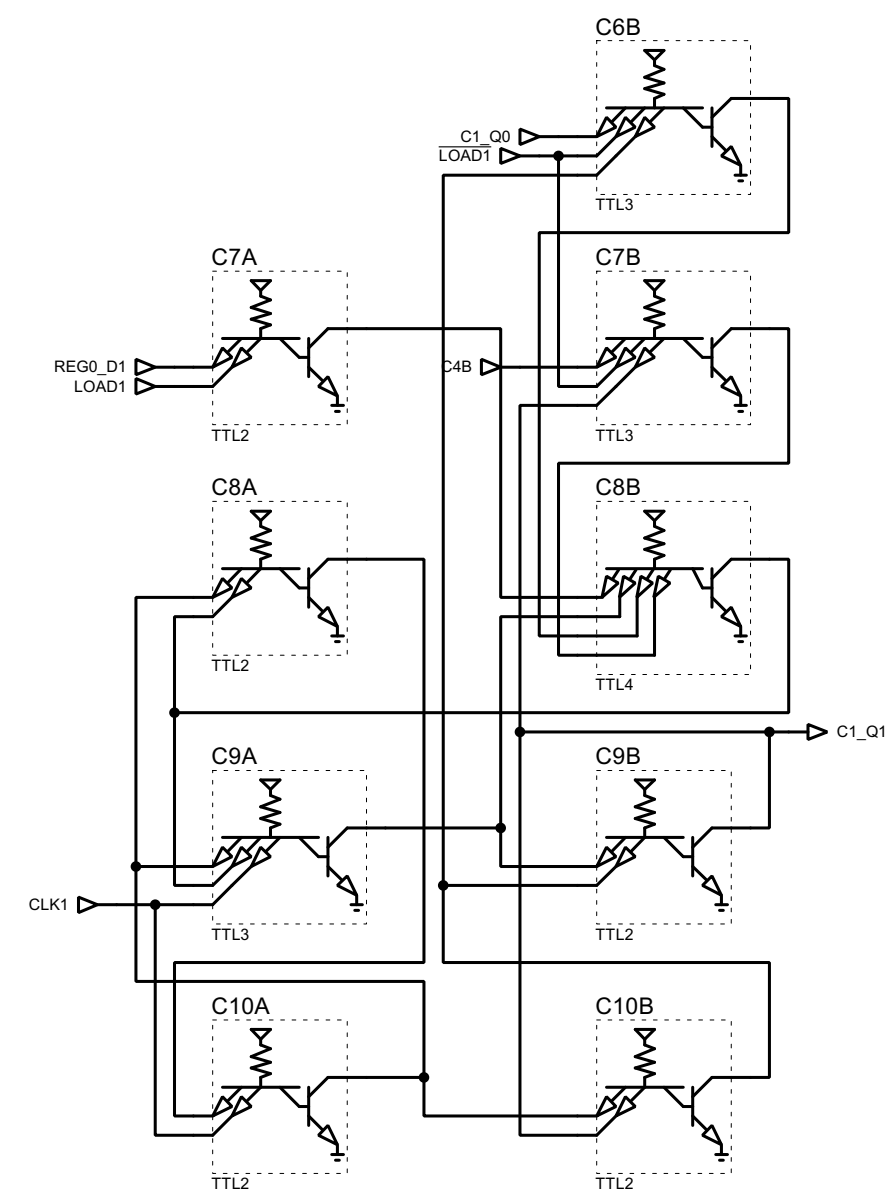 C6B
C1_Q0
LOAD1
TTL3
C7A
C7B
REG0_D1
C4B
LOAD1
TTL2
TTL3
C8A
C8B
TTL2
TTL4
C1_Q1
C9A
C9B
CLK1
TTL3
TTL2
C10A
C10B
TTL2
TTL2